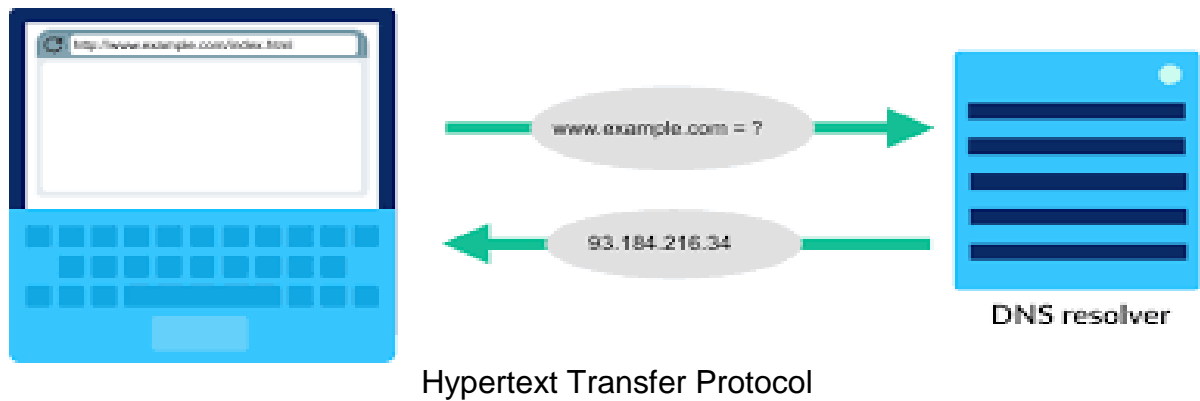 http://www.example.com/index.html
www.example.com = ?
93.184.216.34
DNS resolver
Hypertext Transfer Protocol